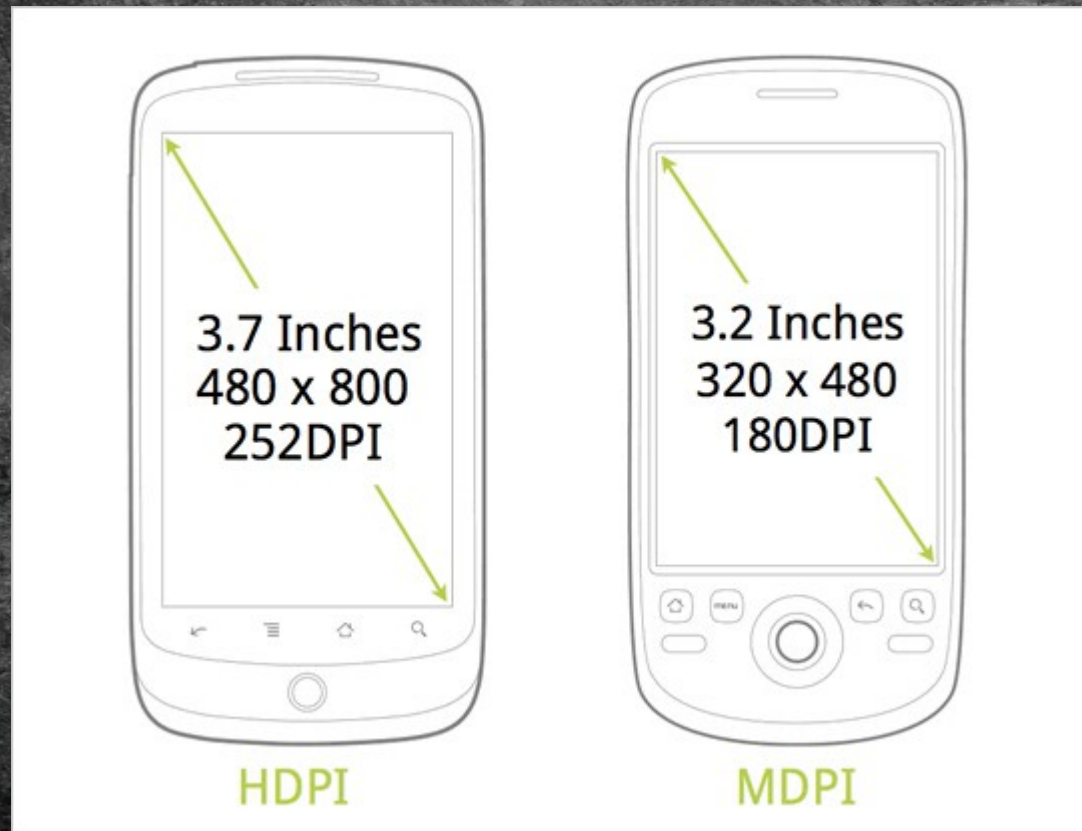 3.7 Inches
480 x 800
252DPI
HDPI
3.2 Inches
320 x 480
180DPI
menu
MDPI